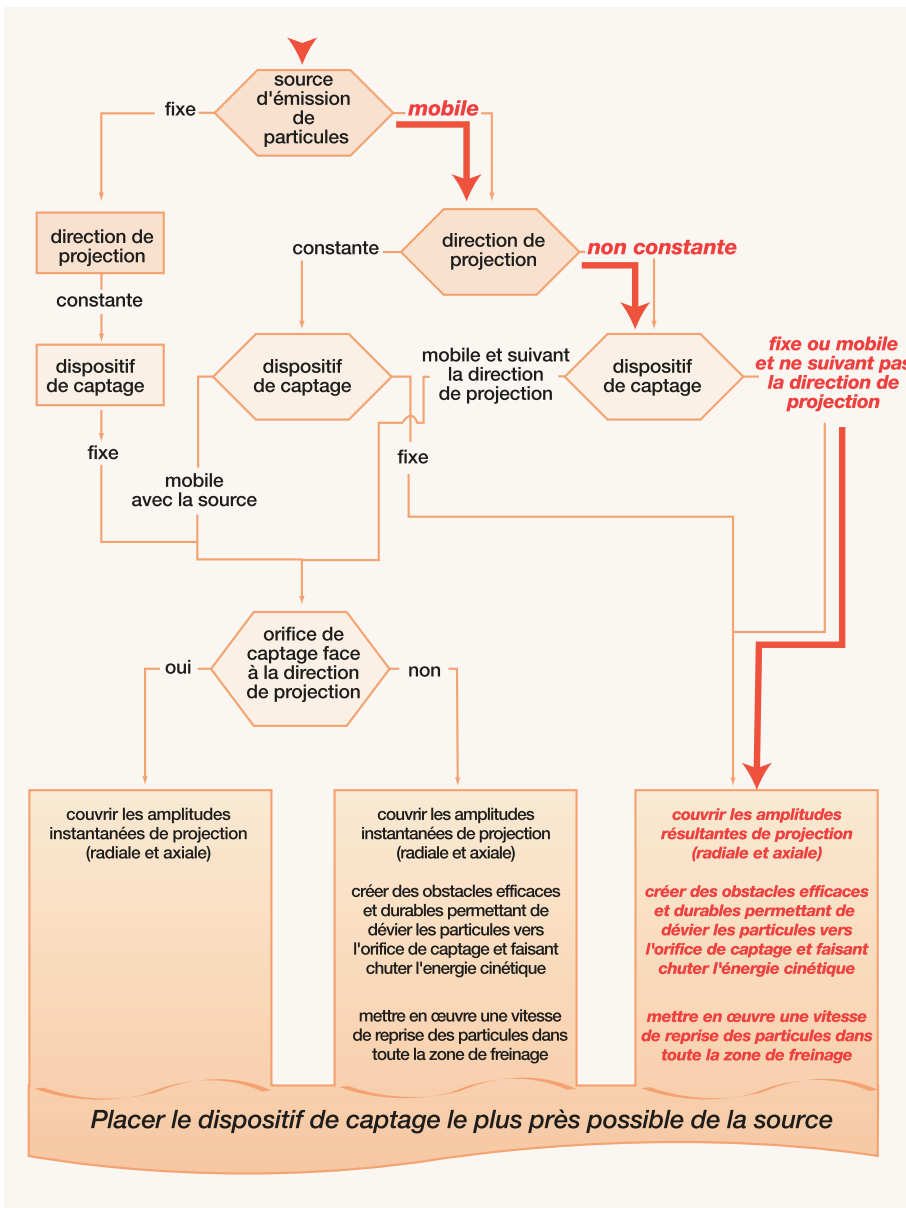 source
d'émission
de
particules
fixe
mobile
direction de
projection
constante
direction de
projection
non constante
constante
dispositif
de captage
dispositif
de captage
mobile et suivant
la direction
de projection
dispositif
de captage
fixe ou mobile
et ne suivant pas
la direction de
projection
fixe
mobile
avec la source
fixe
orifice de
captage face
à la direction
de projection
oui
non
couvrir les amplitudes
instantanées de projection
(radiale et axiale)
couvrir les amplitudes
instantanées de projection
(radiale et axiale)
créer des obstacles efficaces
et durables permettant de
dévier les particules vers
l'orifice de captage et faisant
chuter l'energie cinétique
mettre en œuvre une vitesse
de reprise des particules dans
toute la zone de freinage
couvrir les amplitudes
résultantes de projection
(radiale et axiale)
créer des obstacles efficaces
et durables permettant de
dévier les particules vers
l'orifice de captage et faisant
chuter l'énergie cinétique
mettre en œuvre une vitesse
de reprise des particules dans
toute la zone de freinage
Placer le dispositif de captage le plus près possible de la source